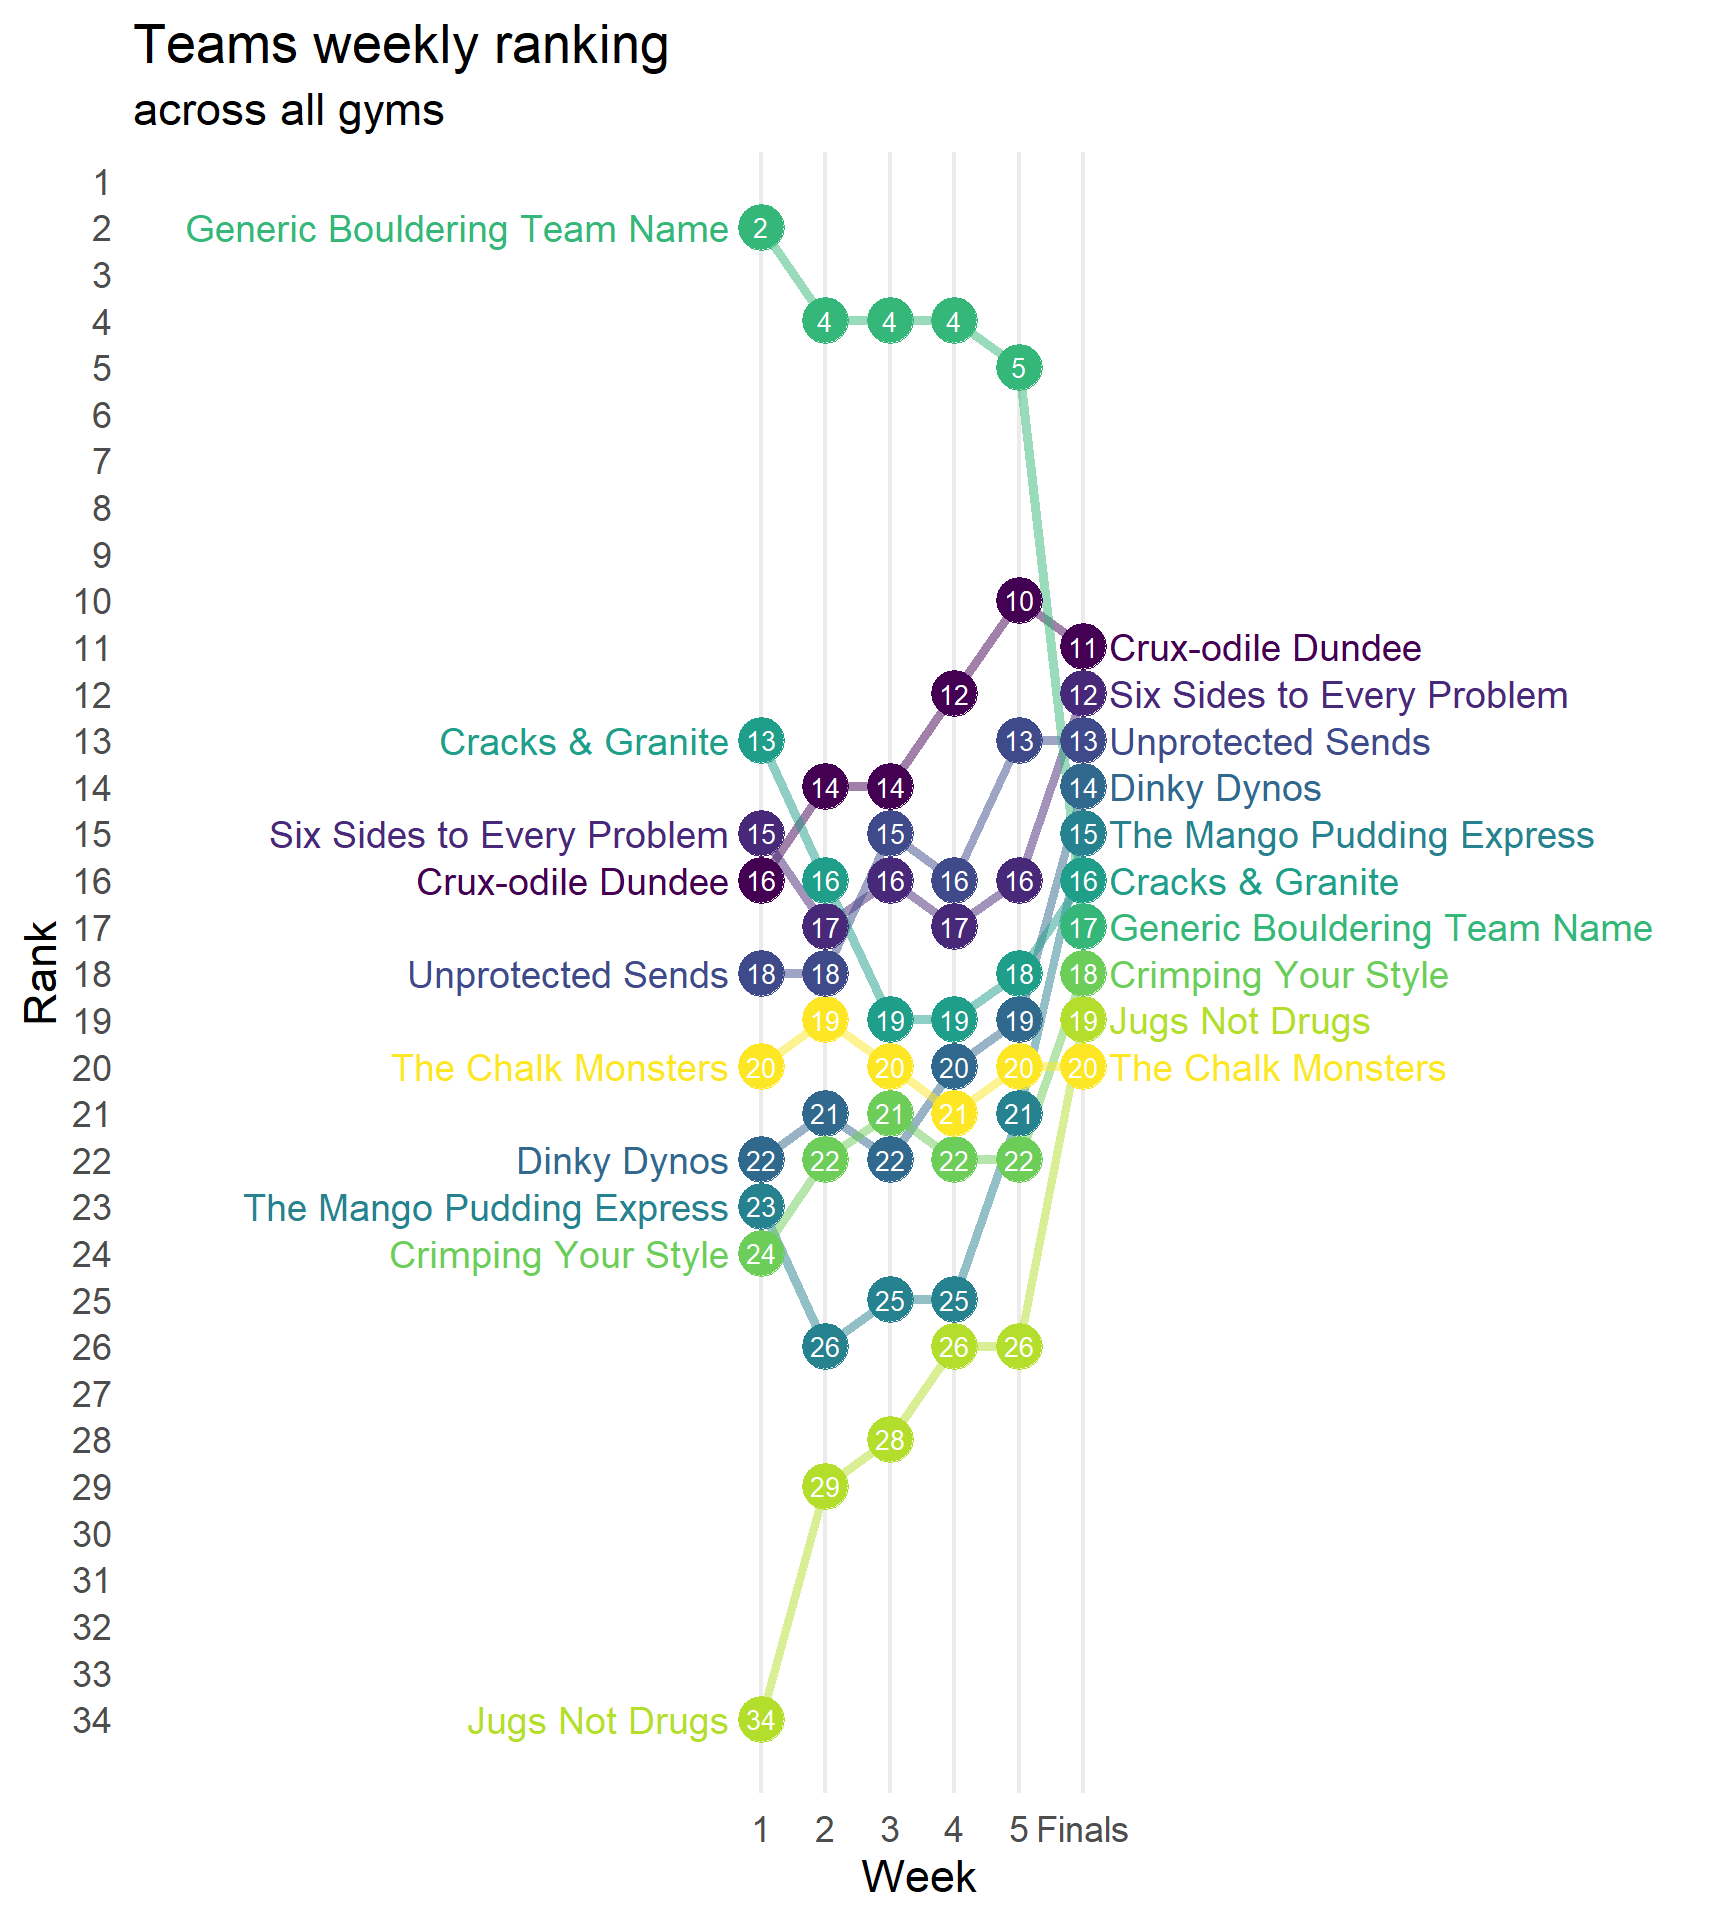 Teams weekly ranking
across all gyms
1
2 Generic Bouldering Team Name 2
3
4 4 4 4
5 5
6
7
8
9
10 10
11 11 Crux-odile Dundee
12 12 12 Six Sides to Every Problem
13 Cracks & Granite 13 13 13 Unprotected Sends
14 14 14 14 Dinky Dynos
15 Six Sides to Every Problem 15 15 15 The Mango Pudding Express
16 Crux-odile Dundee 16 16 16 16 16 16 Cracks & Granite
17 17 17 17 Generic Bouldering Team Name
18 Unprotected Sends 18 18 18 18 Crimping Your Style
19 19 19 19 19 19 Jugs Not Drugs
20 The Chalk Monsters 20 20 20 20 20 The Chalk Monsters
21 21 21 21 21
22 Dinky Dynos 22 22 22 22 22
23 The Mango Pudding Express 23
24 Crimping Your Style 24
25 25 25
26 26 26 26
27
28 28
29 29
30
31
32
33
34 Jugs Not Drugs 34
Rank
1 2 3 4 5 Finals
Week